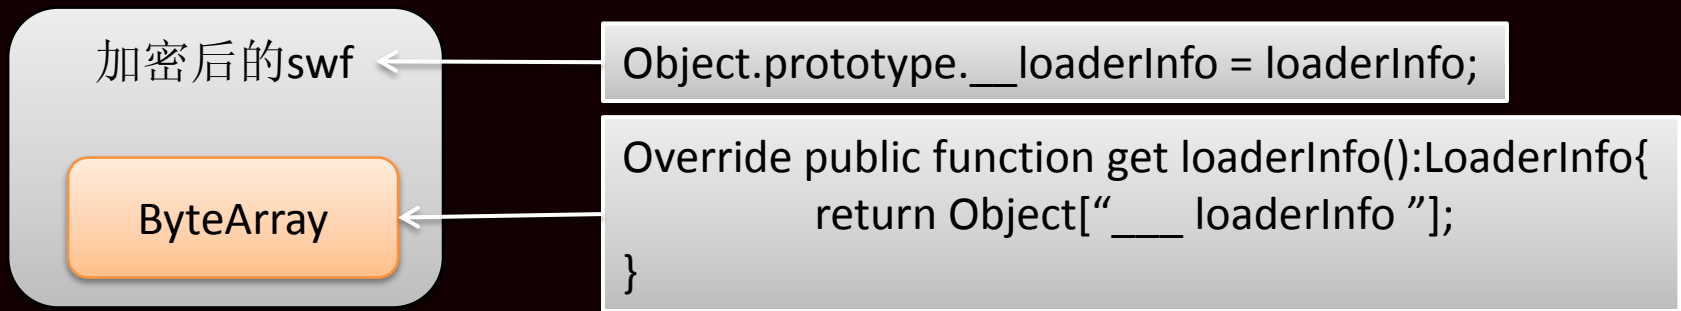 加密后的swf
Object.prototype.__loaderInfo = loaderInfo;
ByteArray
Override public function get loaderInfo():LoaderInfo{
return Object[“___ loaderInfo ”];
}